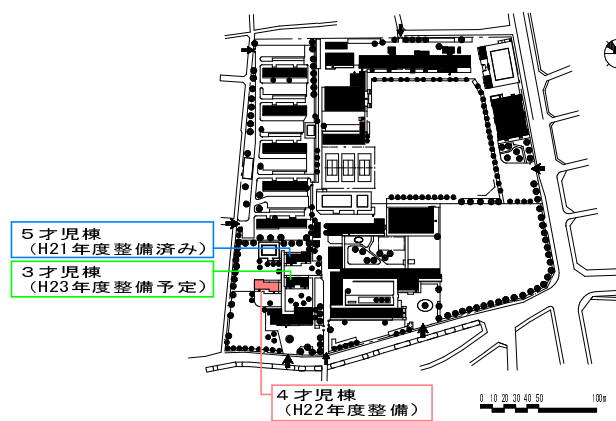 ５才児棟
（H21年度整備済み）
３才児棟
（H23年度整備予定）
４才児棟
（H22年度整備）
0 10 20 30 40 50 100m